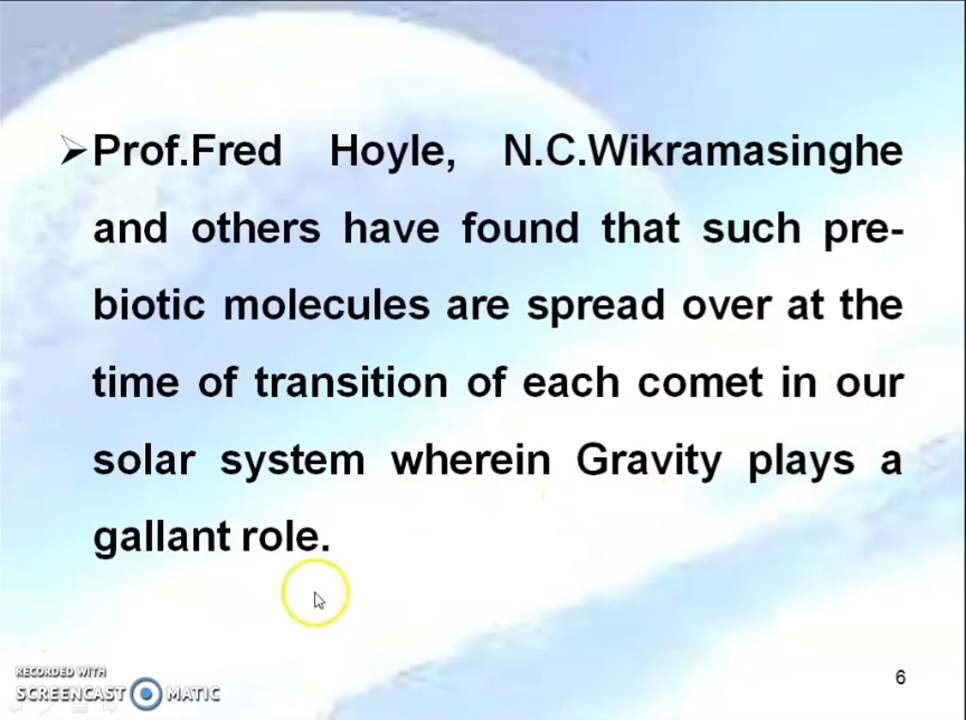 Prof.Fred Hoyle, N.C.Wikramasinghe
and others have found that such pre-
biotic molecules are spread over at the
time of transition of each comet in our
solar system wherein Gravity plays a
gallant role.
RECORDED WITH
SCREENCAST MATIC
6